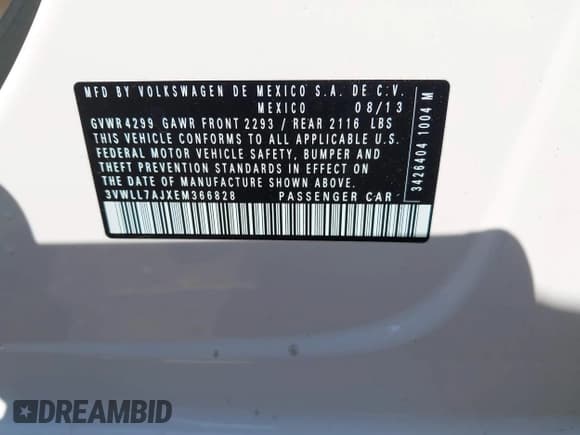 MFD BY VOLKSWAGEN DE MEXICO S.A. DE C.V.
MEXICO 08/13
GVWR 4299 GAWR FRONT 2293 / REAR 2116 LBS
THIS VEHICLE CONFORMS TO ALL APPLICABLE U.S.
FEDERAL MOTOR VEHICLE SAFETY, BUMPER AND
THEFT PREVENTION STANDARDS IN EFFECT ON
THE DATE OF MANUFACTURE SHOWN ABOVE.
3VWLL7AJXEM366828 PASSENGER CAR
3426404 1004 M
DREAMBID